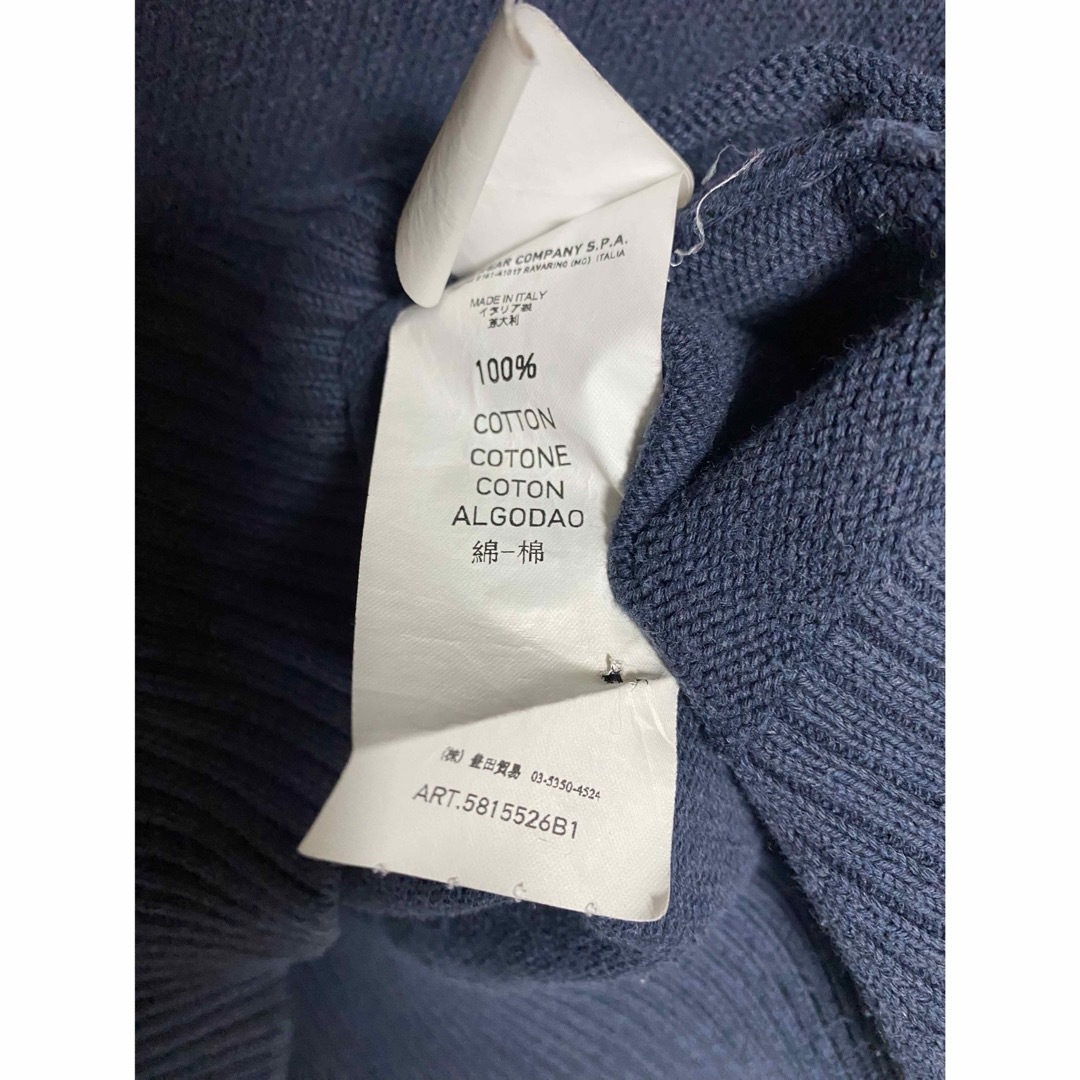 COMPANY S.P.A.
RAVARINO (MO) ITALIA
MADE IN ITALY
イタリア製
意大利
100%
COTTON
COTONE
COTON
ALGODAO
綿-棉
(株) 豊田貿易 03-5350-4524
ART.5815526B1